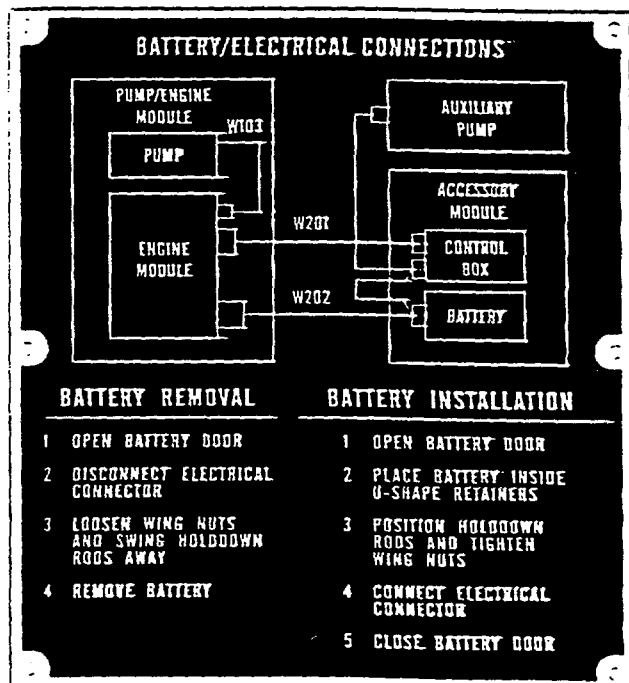 BATTERY/ELECTRICAL CONNECTIONS
PUMP/ENGINE
MODULE
W103
PUMP
ENGINE
MODULE
W201
W202
AUXILIARY
PUMP
ACCESSORY
MODULE
CONTROL
BOX
BATTERY
BATTERY REMOVAL
1 OPEN BATTERY DOOR
2 DISCONNECT ELECTRICAL
CONNECTOR
3 LOOSEN WING NUTS
AND SWING HOLDDOWN
RODS AWAY
4 REMOVE BATTERY
BATTERY INSTALLATION
1 OPEN BATTERY DOOR
2 PLACE BATTERY INSIDE
U-SHAPE RETAINERS
3 POSITION HOLDDOWN
RODS AND TIGHTEN
WING NUTS
4 CONNECT ELECTRICAL
CONNECTOR
5 CLOSE BATTERY DOOR